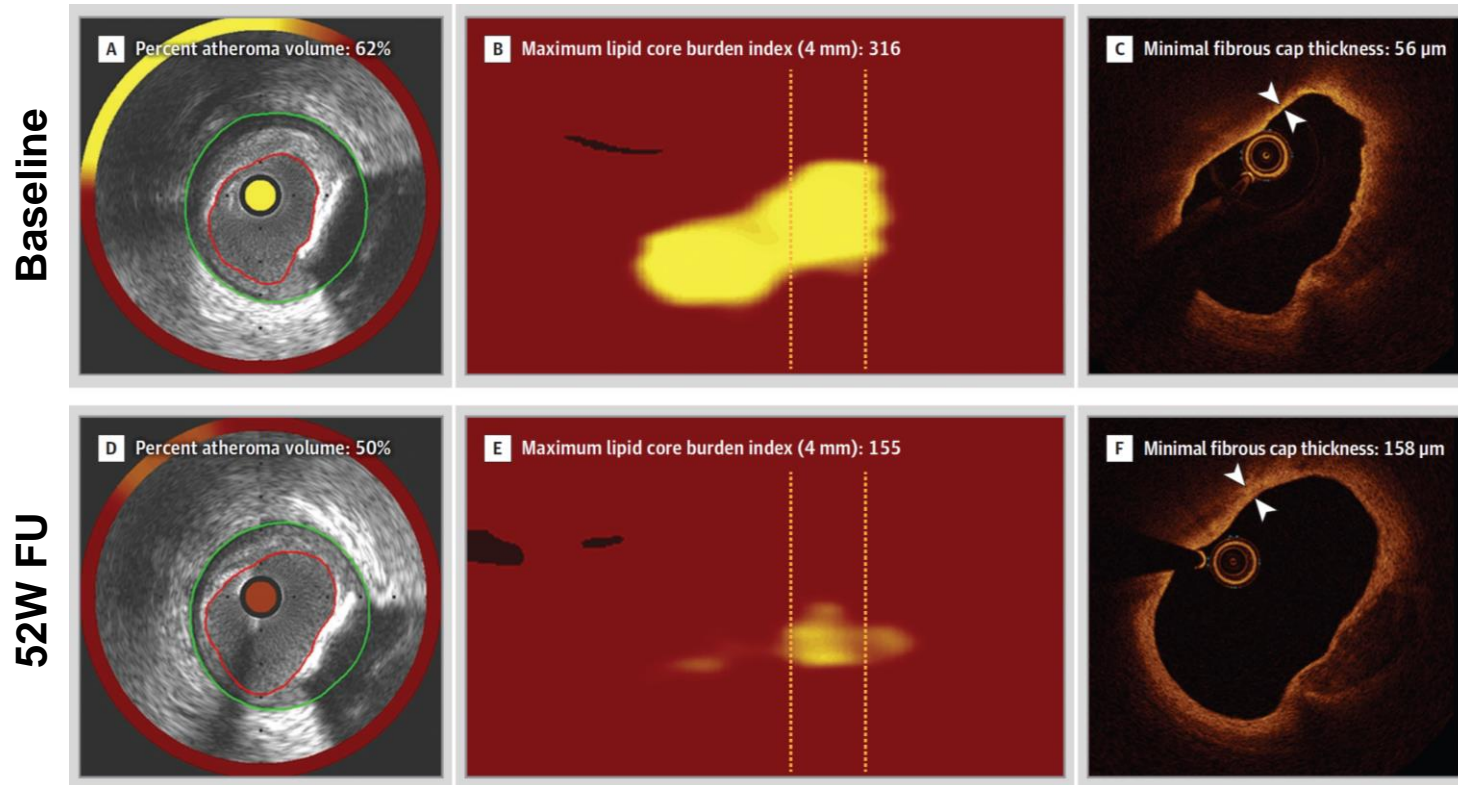 Baseline
A Percent atheroma volume: 62%
B Maximum lipid core burden index (4 mm): 316
C Minimal fibrous cap thickness: 56 μm
52W FU
D Percent atheroma volume: 50%
E Maximum lipid core burden index (4 mm): 155
F Minimal fibrous cap thickness: 158 μm